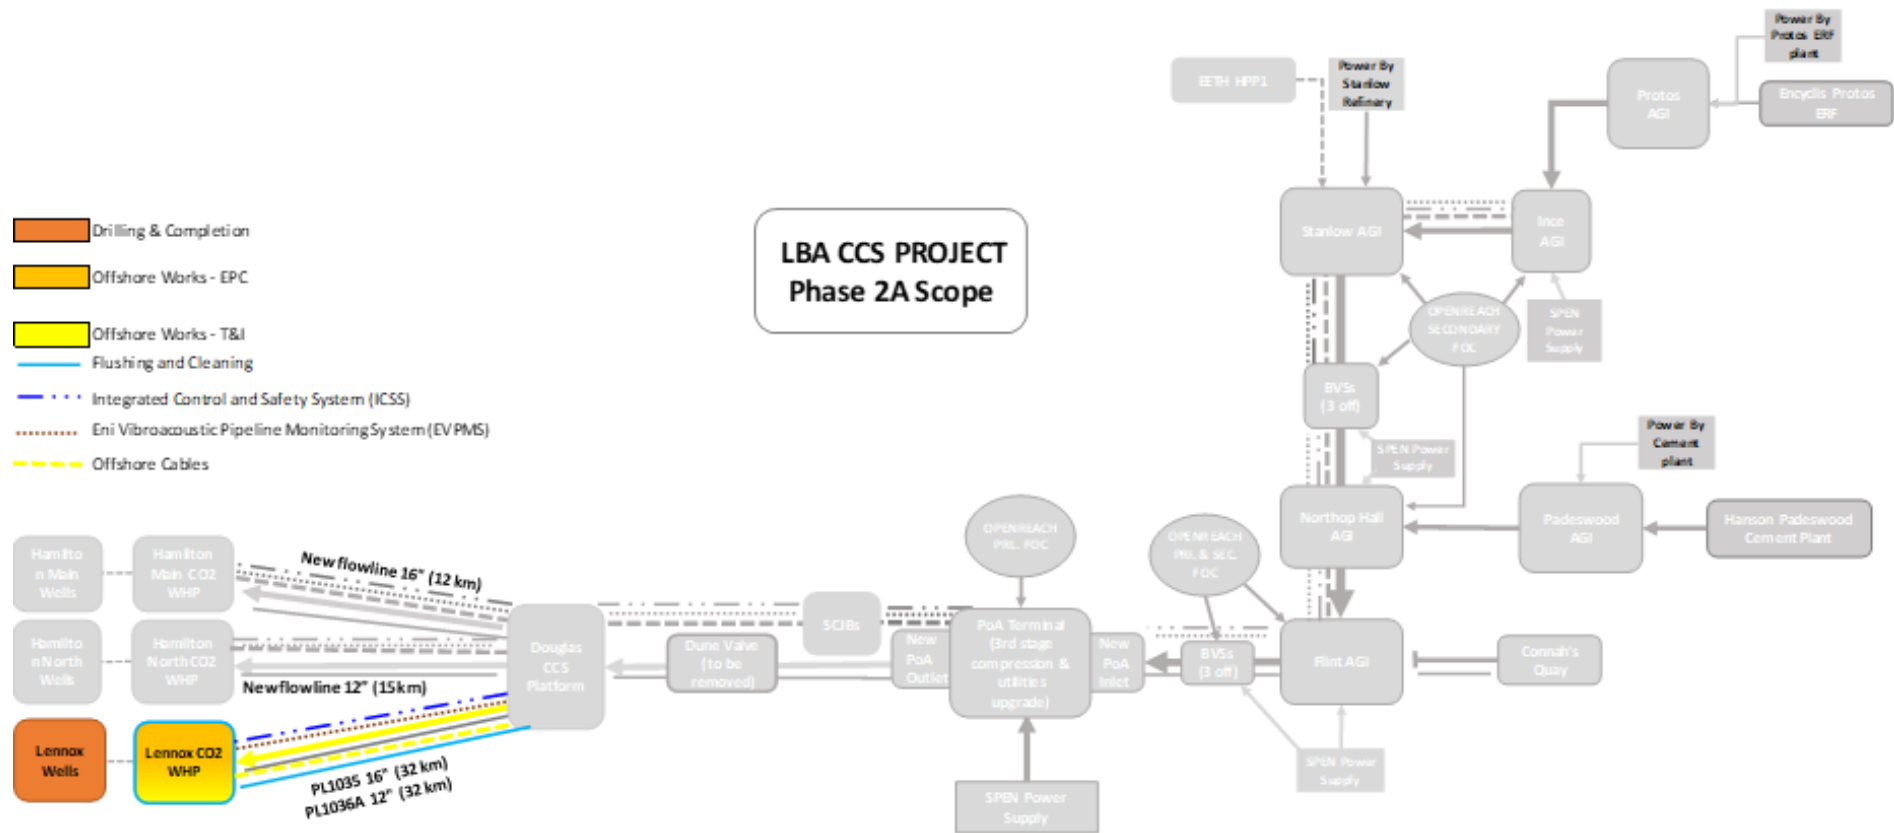 Power By
Protos ERF
plant
EETH HPP1
Power By
Stanlow
Refinery
Protos
AGI
Encyclis Protos
ERF
Drilling & Completion
Offshore Works - EPC
Offshore Works - T&I
Flushing and Cleaning
Integrated Control and Safety System (ICSS)
Eni Vibroacoustic Pipeline Monitoring System (EVPMS)
Offshore Cables
LBA CCS PROJECT
Phase 2A Scope
Stanlow AGI
Ince
AGI
OPENREACH
SECONDARY
FOC
SPEN
Power
Supply
BVSs
(3 off)
SPEN Power
Supply
Power By
Cement
plant
Northop Hall
AGI
Padeswood
AGI
Hanson Padeswood
Cement Plant
OPENREACH
PRI. FOC
OPENREACH
PRI. & SEC.
FOC
Hamilto
n Main
Wells
Hamilton
Main CO2
WHP
New flowline 16" (12 km)
Hamilto
n North
Wells
Hamilton
North CO2
WHP
New flowline 12" (15 km)
Douglas
CCS
Platform
Dune Valve
(to be
removed)
SCJBs
New
PoA
Outlet
PoA Terminal
(3rd stage
compression &
utilities
upgrade)
New
PoA
Inlet
BVSs
(3 off)
Flint AGI
Connah's
Quay
Lennox
Wells
Lennox CO2
WHP
PL1035 16" (32 km)
PL1036A 12" (32 km)
SPEN Power
Supply
SPEN Power
Supply